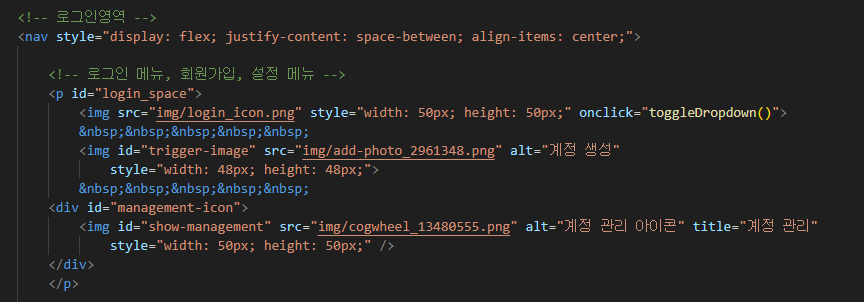 <!-- 로그인영역 -->
<nav style="display: flex; justify-content: space-between; align-items: center;">
<!-- 로그인 메뉴, 회원가입, 설정 메뉴 -->
<p id="login_space">
<img src="img/login_icon.png" style="width: 50px; height: 50px;" onclick="toggleDropdown()">
&nbsp;&nbsp;&nbsp;&nbsp;&nbsp;
<img id="trigger-image" src="img/add-photo_2961348.png" alt="계정 생성"
style="width: 48px; height: 48px;">
&nbsp;&nbsp;&nbsp;&nbsp;&nbsp;
<div id="management-icon">
<img id="show-management" src="img/cogwheel_13480555.png" alt="계정 관리 아이콘" title="계정 관리"
style="width: 50px; height: 50px;" />
</div>
</p>